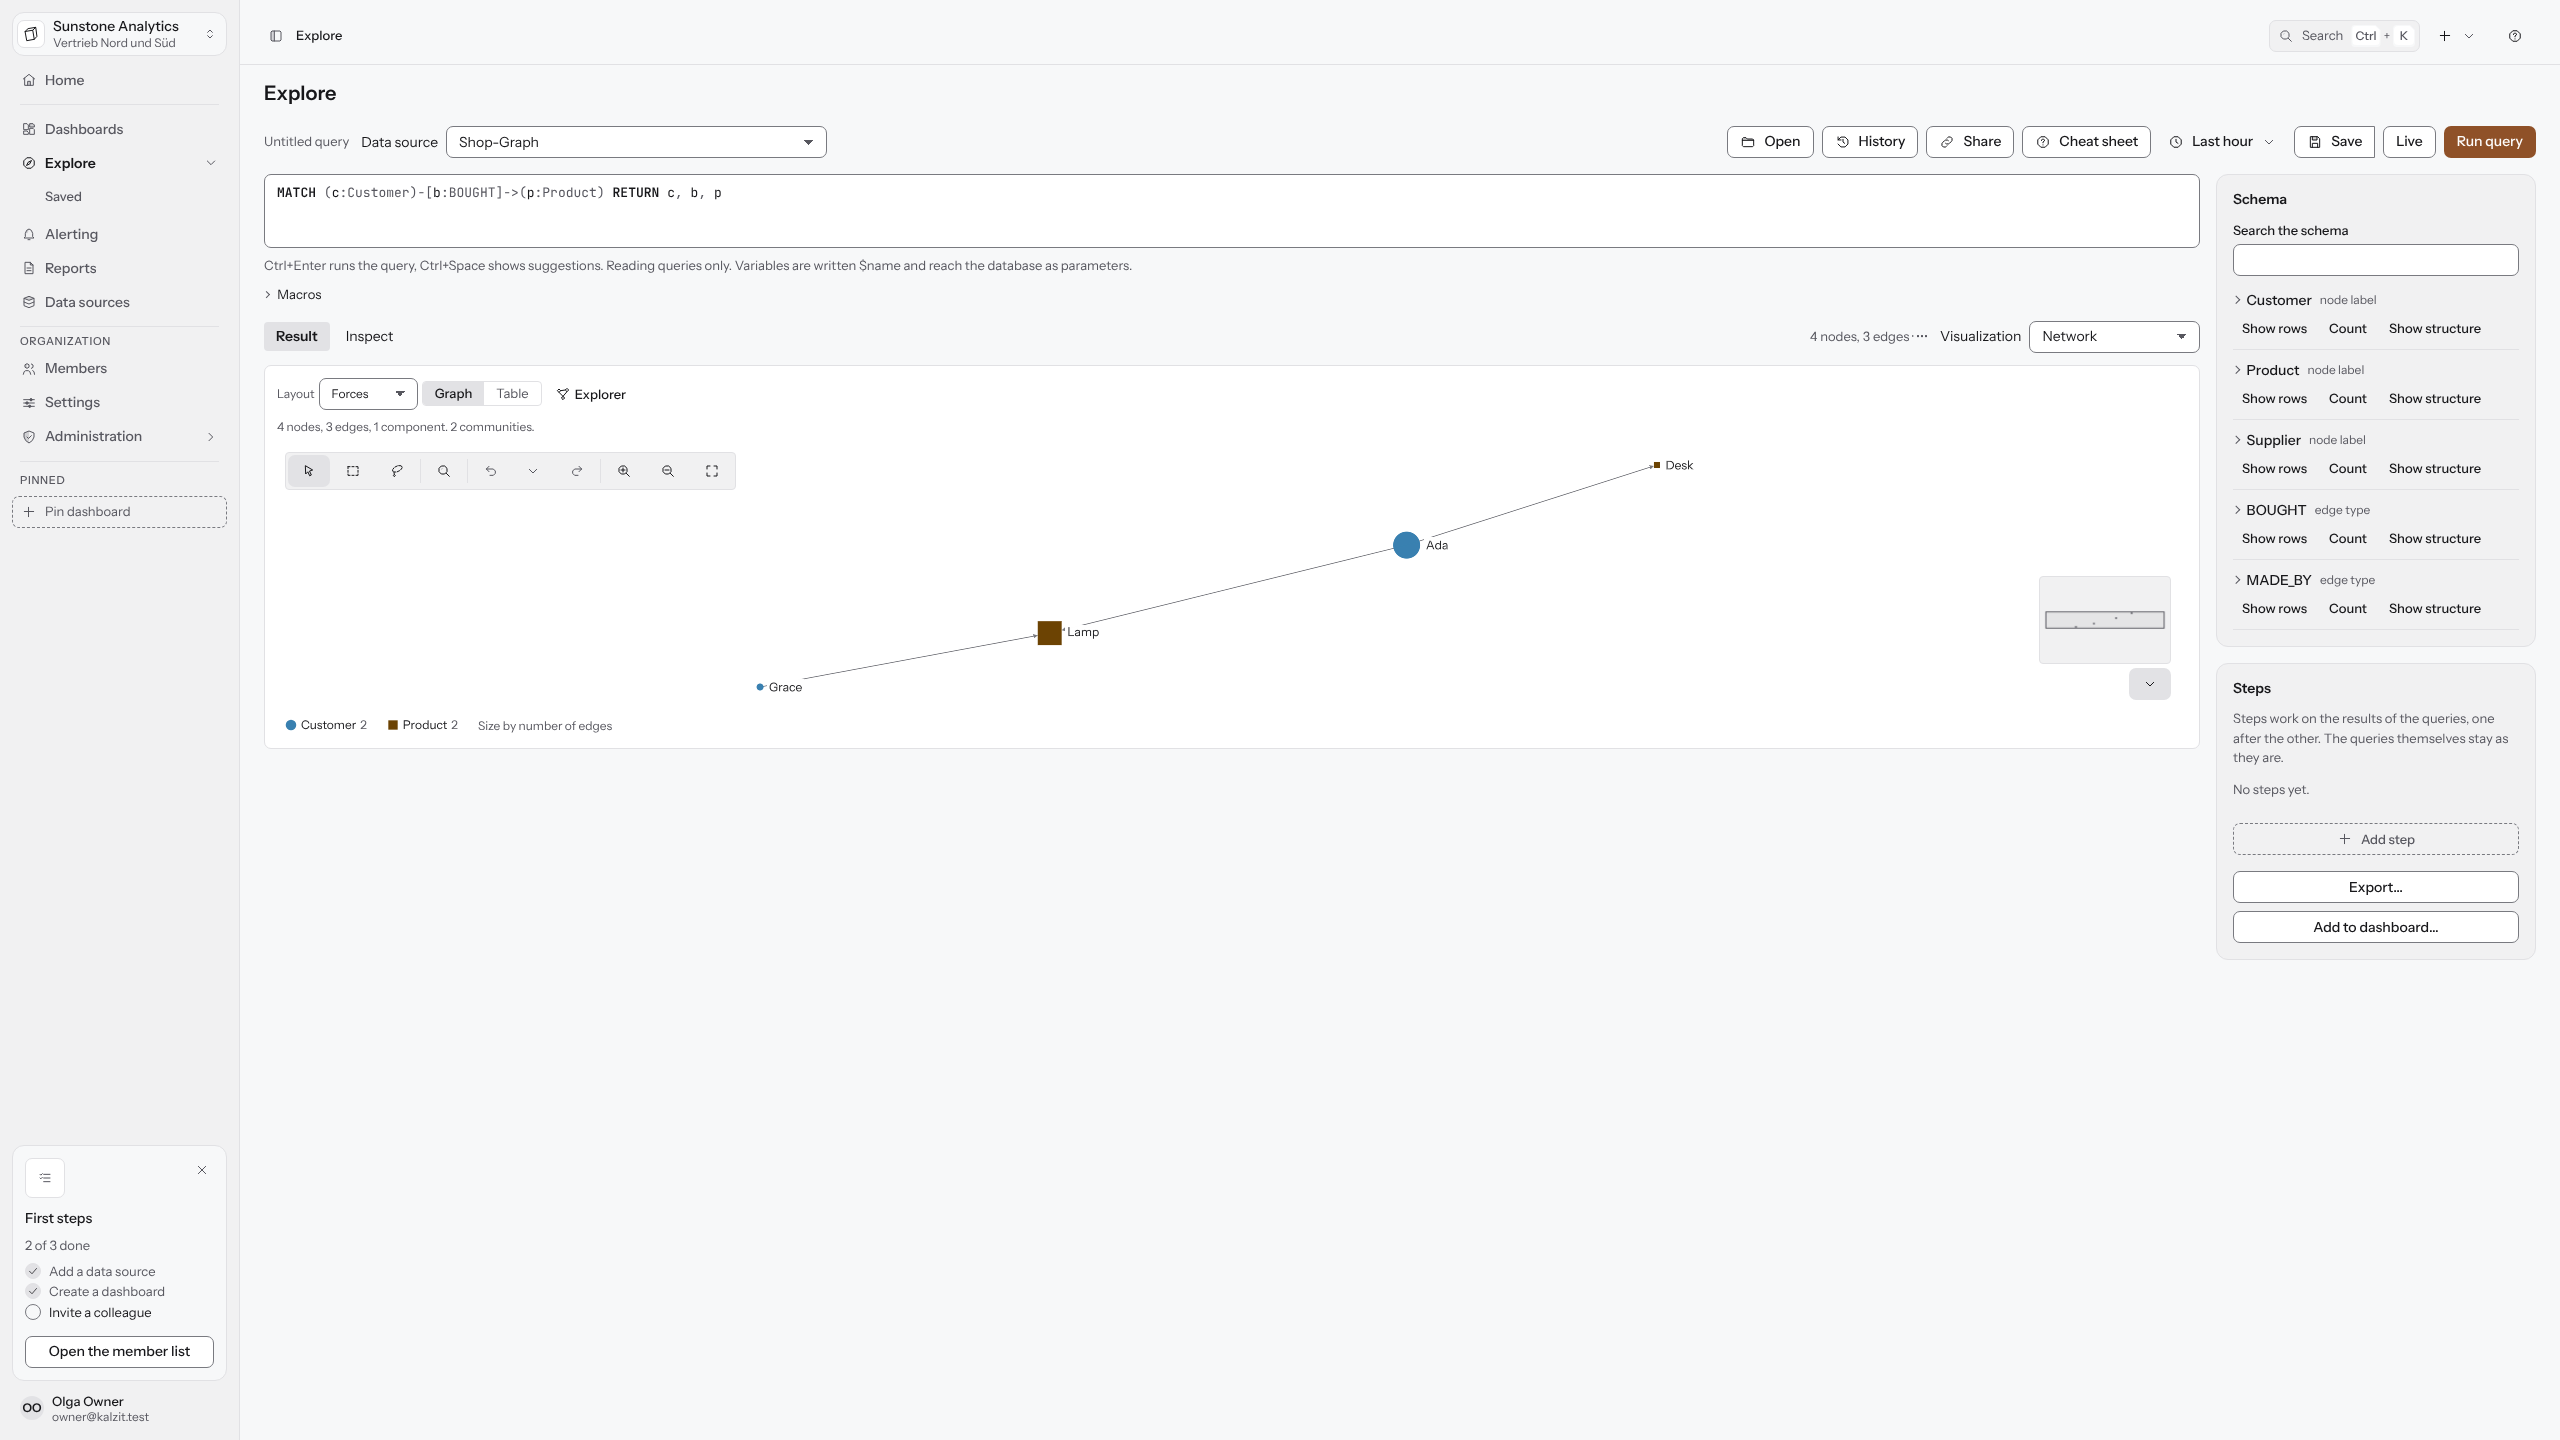 Sunstone Analytics
Vertrieb Nord und Süd
Home
Dashboards
Explore
Saved
Alerting
Reports
Data sources
ORGANIZATION
Members
Settings
Administration
PINNED
Pin dashboard
First steps
2 of 3 done
Add a data source
Create a dashboard
Invite a colleague
Open the member list
OO
Olga Owner
owner@kalzit.test
Explore
Search Ctrl + K
Explore
Untitled query Data source Shop-Graph
Open History Share Cheat sheet Last hour Save Live Run query
MATCH (c:Customer)-[b:BOUGHT]->(p:Product) RETURN c, b, p
Ctrl+Enter runs the query, Ctrl+Space shows suggestions. Reading queries only. Variables are written $name and reach the database as parameters.
Macros
Result Inspect 4 nodes, 3 edges · ··· Visualization Network
Layout Forces Graph Table Explorer
4 nodes, 3 edges, 1 component. 2 communities.
Desk
Ada
Lamp
Grace
Customer 2 Product 2 Size by number of edges
Schema
Search the schema
Customer node label
Show rows Count Show structure
Product node label
Show rows Count Show structure
Supplier node label
Show rows Count Show structure
BOUGHT edge type
Show rows Count Show structure
MADE_BY edge type
Show rows Count Show structure
Steps
Steps work on the results of the queries, one
after the other. The queries themselves stay as
they are.
No steps yet.
Add step
Export...
Add to dashboard...